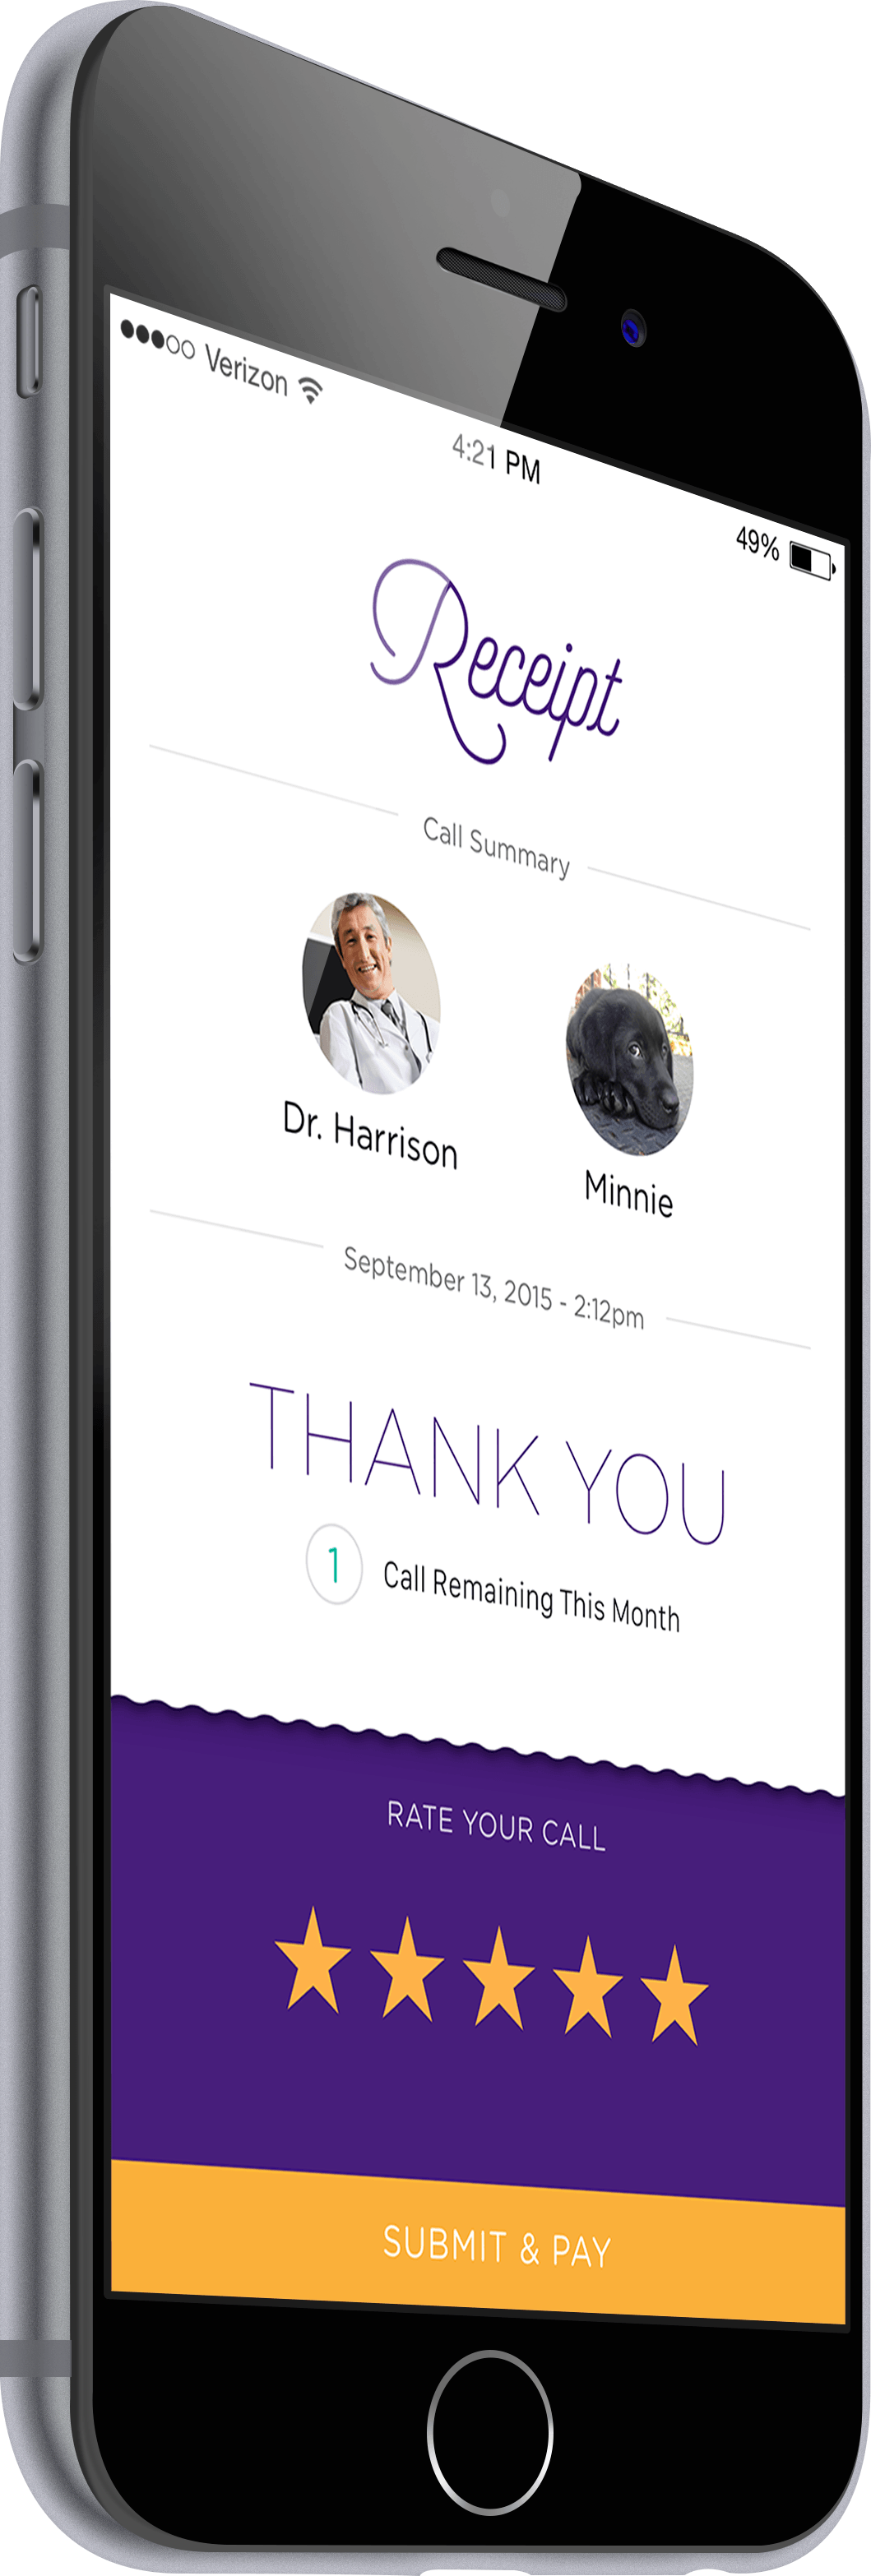 Verizon
4:21 PM
49%
Receipt
Call Summary
Dr. Harrison
Minnie
September 13, 2015 - 2:12pm
THANK YOU
1 Call Remaining This Month
RATE YOUR CALL
SUBMIT & PAY